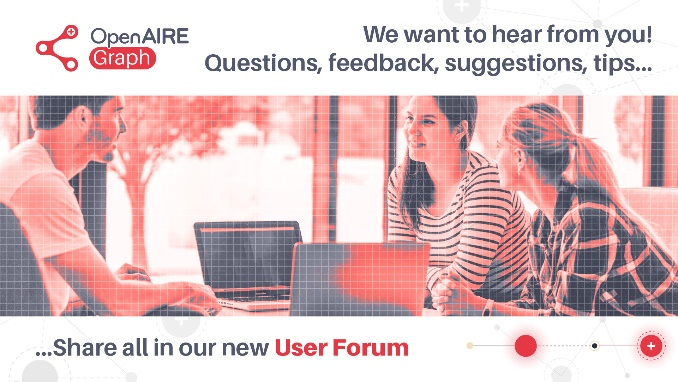 OpenAIRE
Graph
We want to hear from you!
Questions, feedback, suggestions, tips...
...Share all in our new User Forum